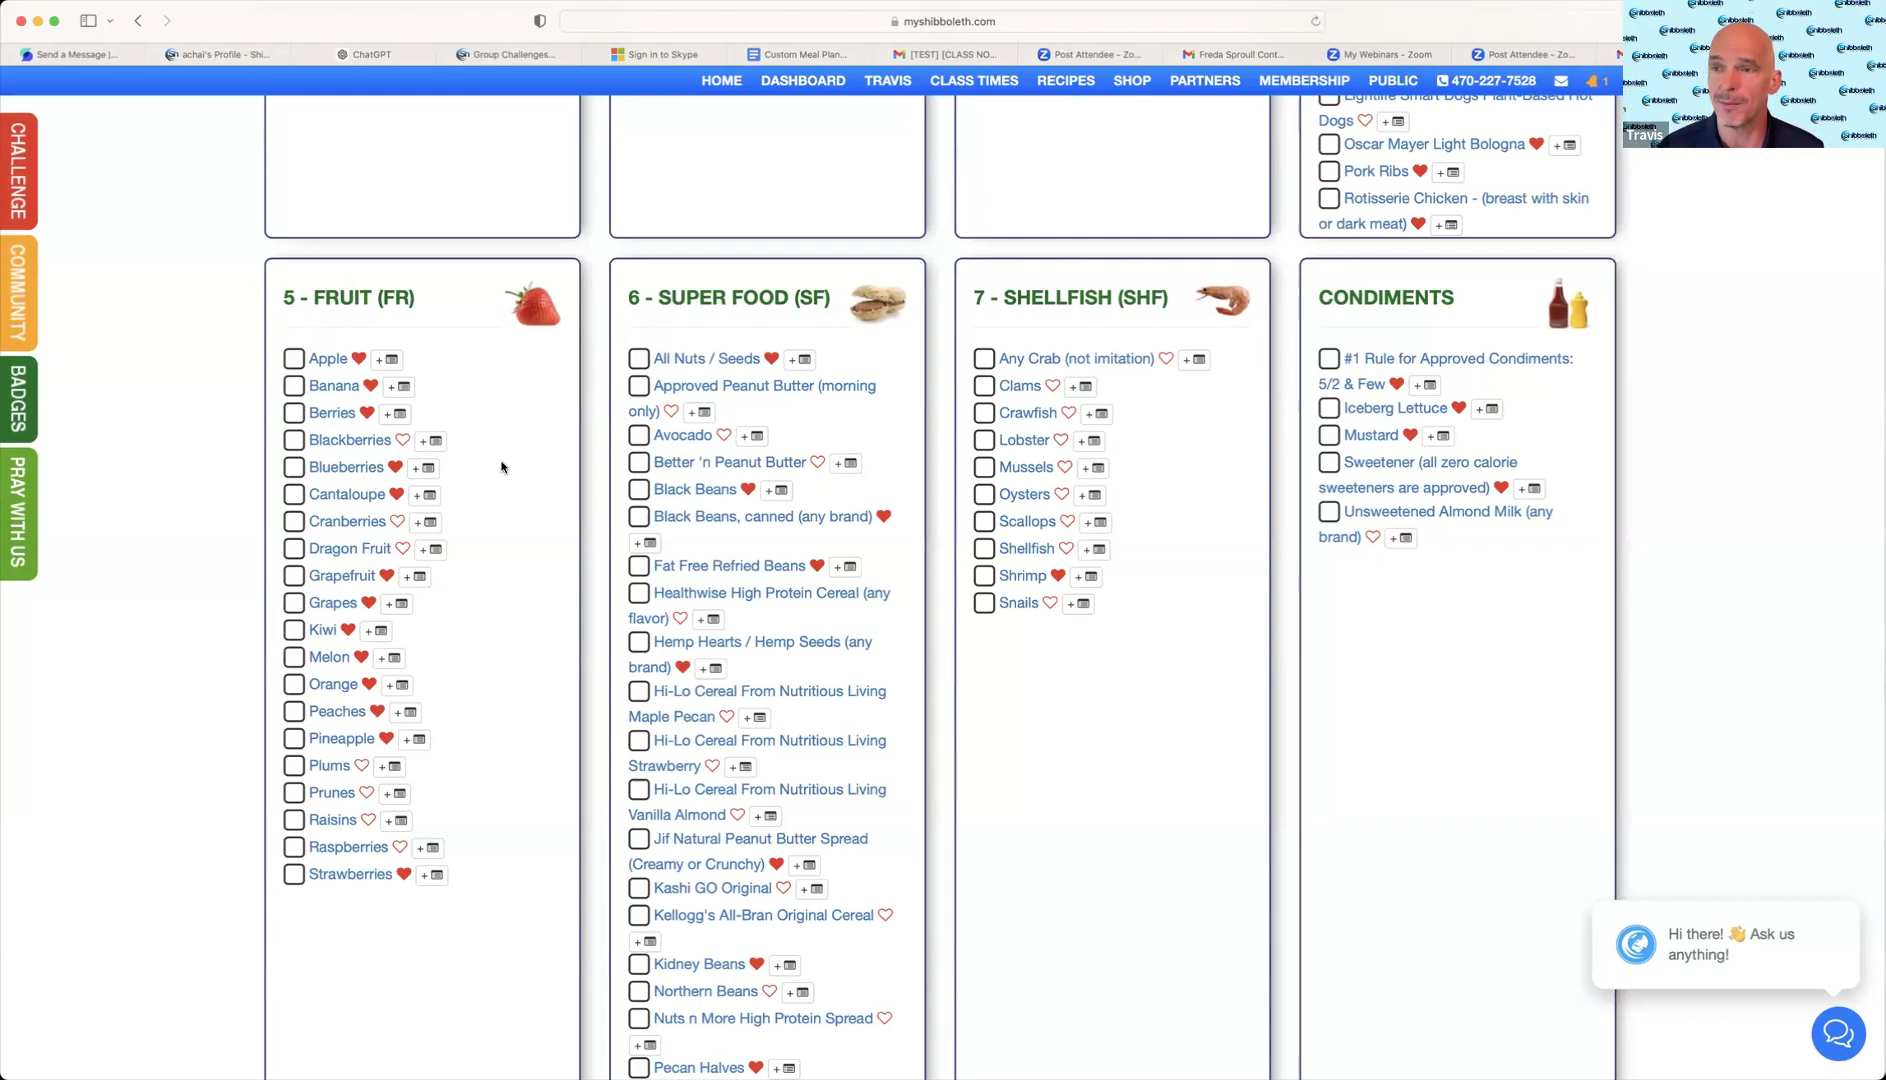 myshibboleth.com
Send a Message |...
achai's Profile - Shi...
ChatGPT
Group Challenges...
Sign in to Skype
Custom Meal Plan...
[TEST] [CLASS NO...
Post Attendee - Zo...
Freda Sproull Cont...
My Webinars - Zoom
Post Attendee - Zo...
HOME DASHBOARD TRAVIS CLASS TIMES RECIPES SHOP PARTNERS MEMBERSHIP PUBLIC 470-227-7528 1
Travis
CHALLENGE
COMMUNITY
BADGES
PRAY WITH US
Lightlife Smart Dogs Plant-Based Hot
Dogs
Oscar Mayer Light Bologna
Pork Ribs
Rotisserie Chicken - (breast with skin
or dark meat)
5 - FRUIT (FR)
Apple
Banana
Berries
Blackberries
Blueberries
Cantaloupe
Cranberries
Dragon Fruit
Grapefruit
Grapes
Kiwi
Melon
Orange
Peaches
Pineapple
Plums
Prunes
Raisins
Raspberries
Strawberries
6 - SUPER FOOD (SF)
All Nuts / Seeds
Approved Peanut Butter (morning
only)
Avocado
Better 'n Peanut Butter
Black Beans
Black Beans, canned (any brand)
Fat Free Refried Beans
Healthwise High Protein Cereal (any
flavor)
Hemp Hearts / Hemp Seeds (any
brand)
Hi-Lo Cereal From Nutritious Living
Maple Pecan
Hi-Lo Cereal From Nutritious Living
Strawberry
Hi-Lo Cereal From Nutritious Living
Vanilla Almond
Jif Natural Peanut Butter Spread
(Creamy or Crunchy)
Kashi GO Original
Kellogg's All-Bran Original Cereal
Kidney Beans
Northern Beans
Nuts n More High Protein Spread
Pecan Halves
7 - SHELLFISH (SHF)
Any Crab (not imitation)
Clams
Crawfish
Lobster
Mussels
Oysters
Scallops
Shellfish
Shrimp
Snails
CONDIMENTS
#1 Rule for Approved Condiments:
5/2 & Few
Iceberg Lettuce
Mustard
Sweetener (all zero calorie
sweeteners are approved)
Unsweetened Almond Milk (any
brand)
Hi there! 👋 Ask us
anything!